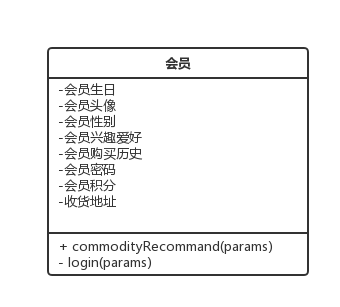 会员
-会员生日
-会员头像
-会员性别
-会员兴趣爱好
-会员购买历史
-会员密码
-会员积分
-收货地址
+ commodityRecommand(params)
- login(params)